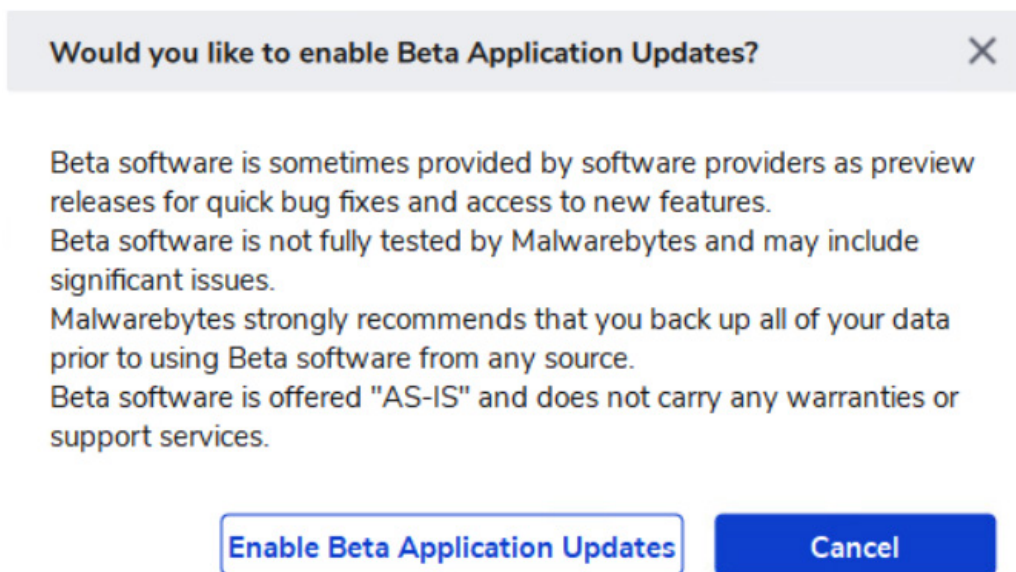 Would you like to enable Beta Application Updates?
Beta software is sometimes provided by software providers as preview
releases for quick bug fixes and access to new features.
Beta software is not fully tested by Malwarebytes and may include
significant issues.
Malwarebytes strongly recommends that you back up all of your data
prior to using Beta software from any source.
Beta software is offered "AS-IS" and does not carry any warranties or
support services.
Enable Beta Application Updates
Cancel